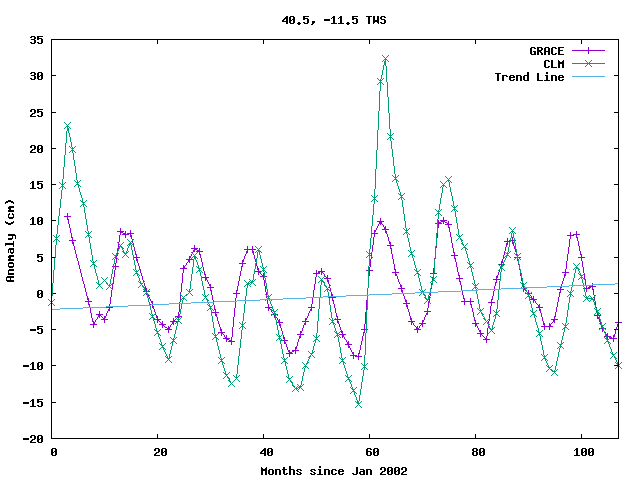 40.5, -11.5 TWS
GRACE
CLM
Trend Line
35
30
25
20
15
10
5
0
-5
-10
-15
-20
Anomaly (cm)
0 20 40 60 80 100
Months since Jan 2002